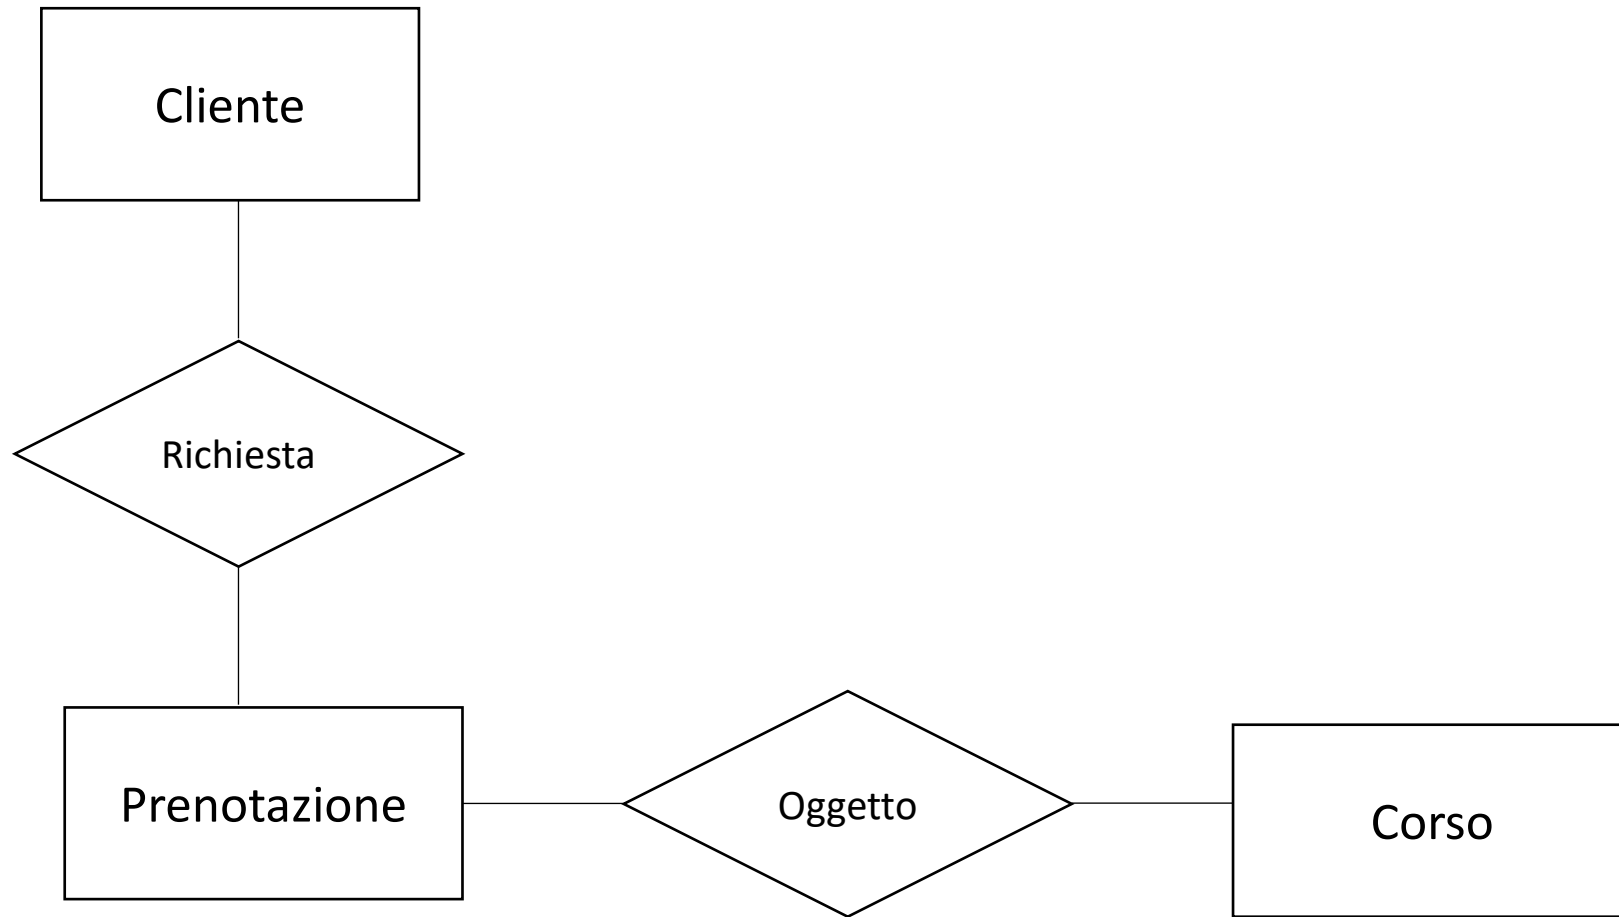 Cliente
Richiesta
Prenotazione
Oggetto
Corso